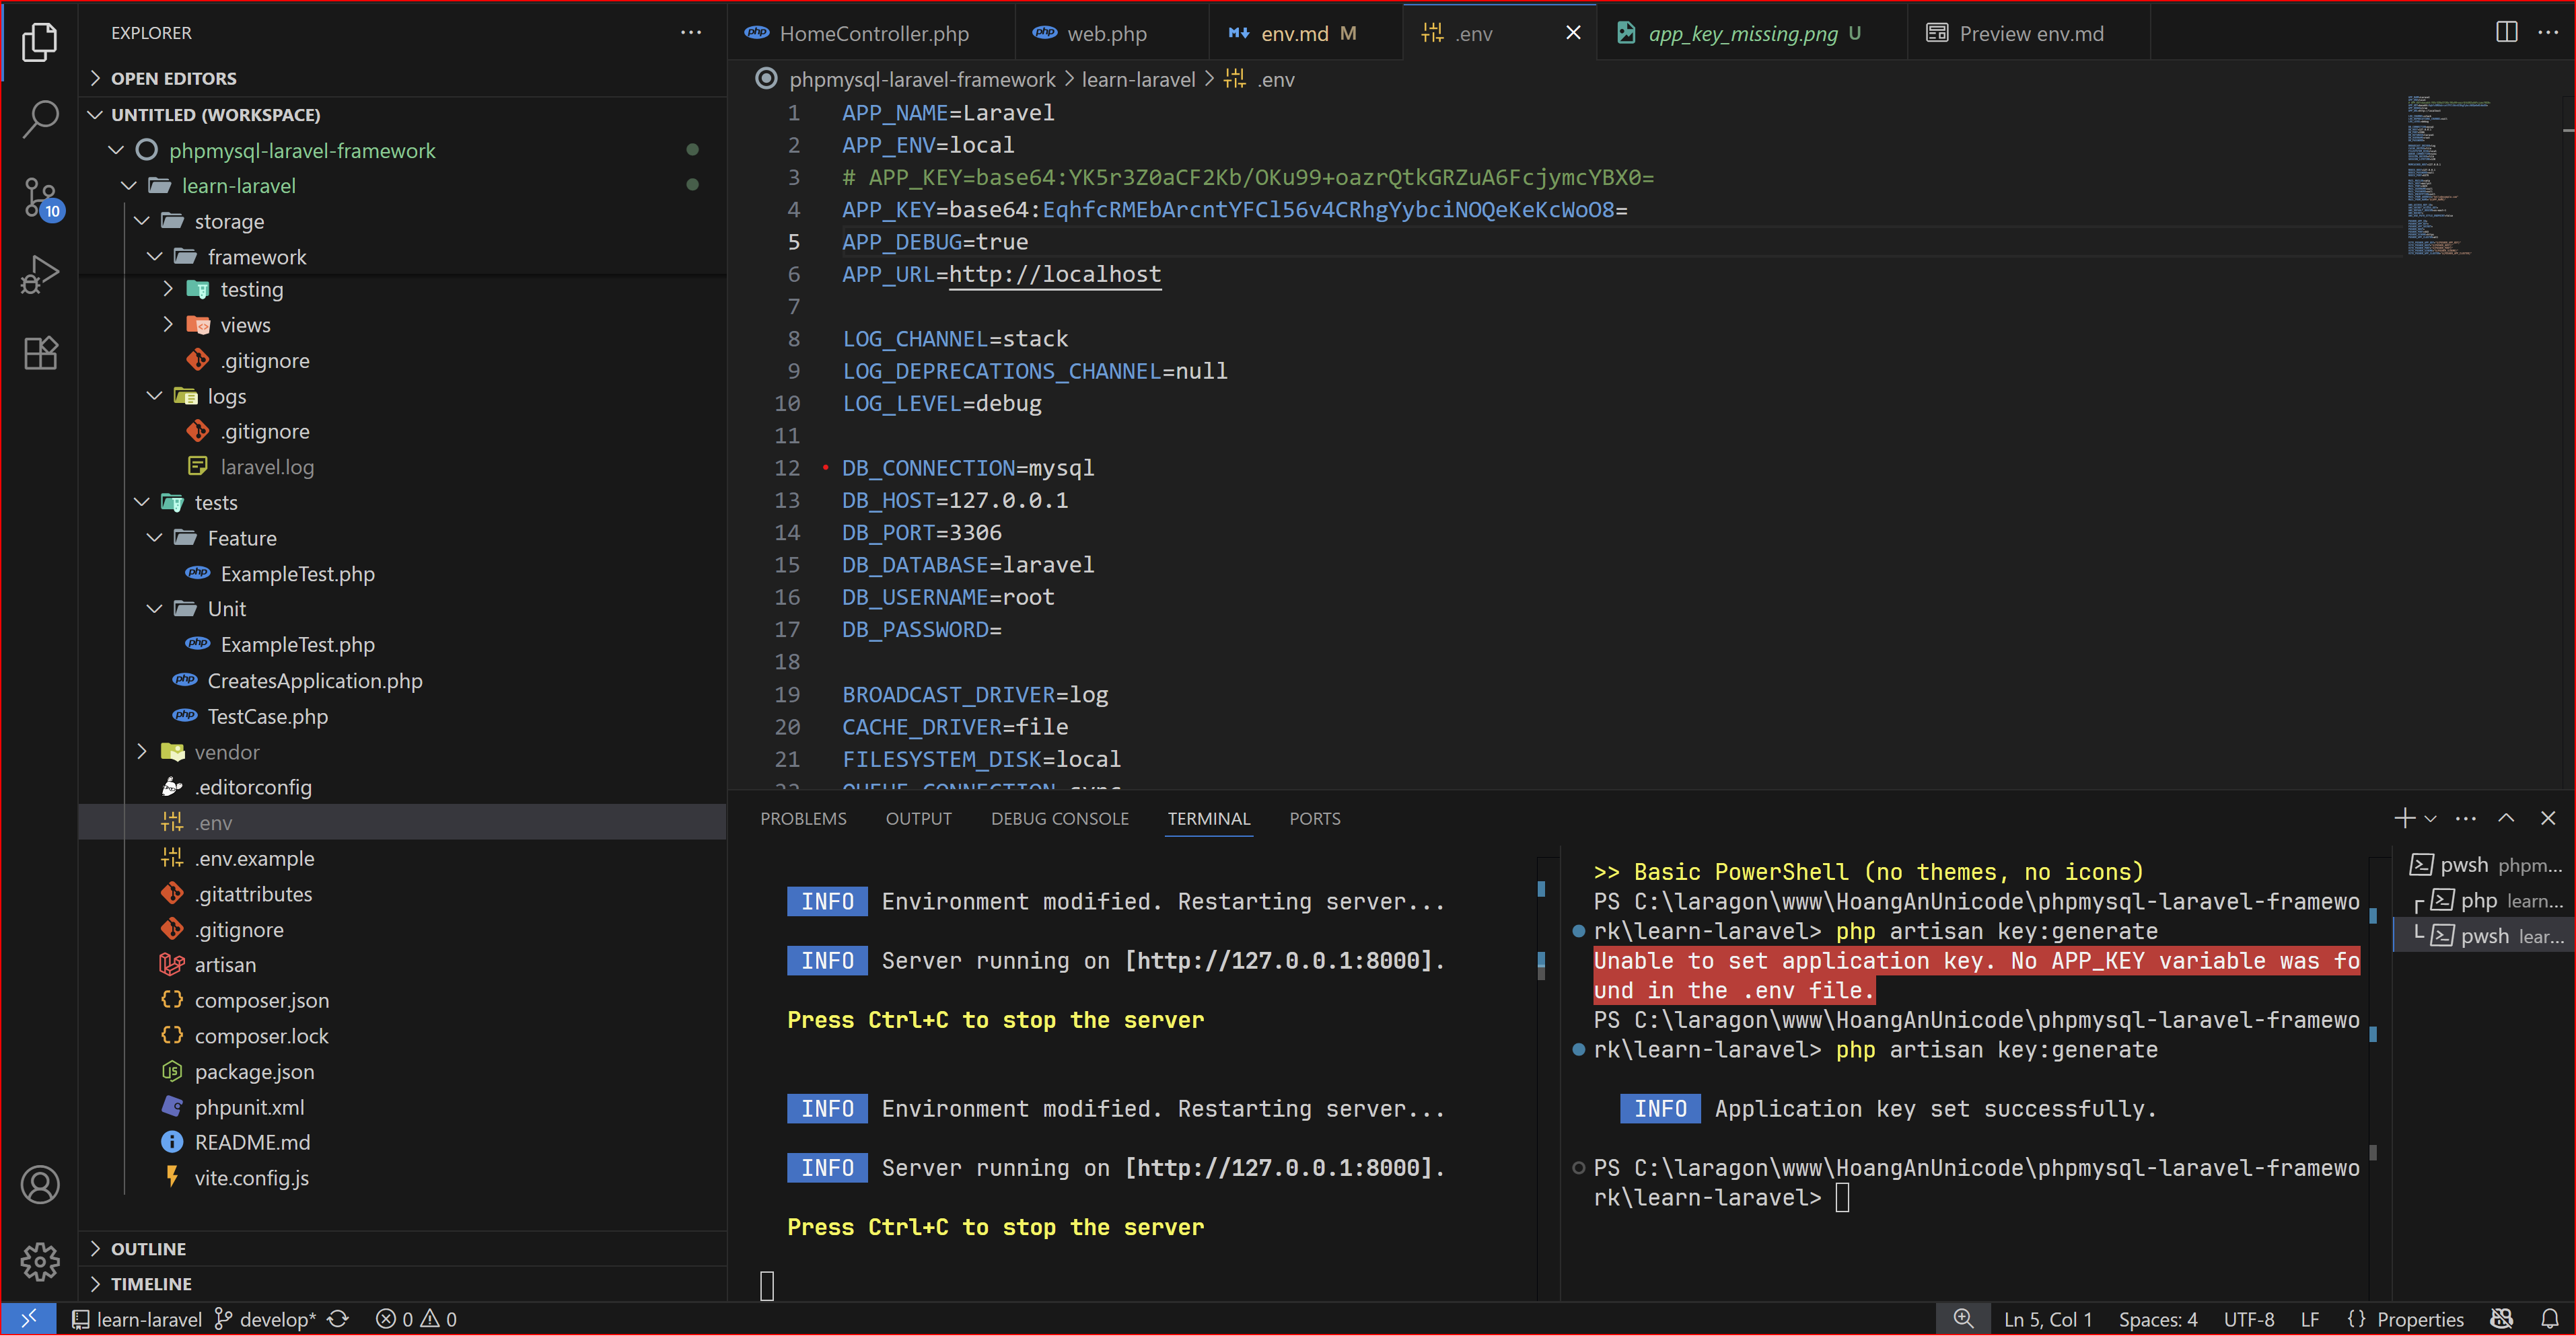 EXPLORER
OPEN EDITORS
UNTITLED (WORKSPACE)
phpmysql-laravel-framework
learn-laravel
storage
framework
testing
views
.gitignore
logs
.gitignore
laravel.log
tests
Feature
ExampleTest.php
Unit
ExampleTest.php
CreatesApplication.php
TestCase.php
vendor
.editorconfig
.env
.env.example
.gitattributes
.gitignore
artisan
composer.json
composer.lock
package.json
phpunit.xml
README.md
vite.config.js
OUTLINE
TIMELINE
10
HomeController.php
web.php
env.md M
.env
app_key_missing.png U
Preview env.md
phpmysql-laravel-framework > learn-laravel > .env
1 APP_NAME=Laravel
2 APP_ENV=local
3 # APP_KEY=base64:YK5r3Z0aCF2Kb/OKu99+oazrQtkGRZuA6FcjymcYBX0=
4 APP_KEY=base64:EqhfcRMEbArcntYFCl56v4CRhgYybciNOQeKeKcWoO8=
5 APP_DEBUG=true
6 APP_URL=http://localhost
7
8 LOG_CHANNEL=stack
9 LOG_DEPRECATIONS_CHANNEL=null
10 LOG_LEVEL=debug
11
12 DB_CONNECTION=mysql
13 DB_HOST=127.0.0.1
14 DB_PORT=3306
15 DB_DATABASE=laravel
16 DB_USERNAME=root
17 DB_PASSWORD=
18
19 BROADCAST_DRIVER=log
20 CACHE_DRIVER=file
21 FILESYSTEM_DISK=local
PROBLEMS OUTPUT DEBUG CONSOLE TERMINAL PORTS
INFO Environment modified. Restarting server...
INFO Server running on [http://127.0.0.1:8000].
Press Ctrl+C to stop the server
INFO Environment modified. Restarting server...
INFO Server running on [http://127.0.0.1:8000].
Press Ctrl+C to stop the server
>> Basic PowerShell (no themes, no icons)
PS C:\laragon\www\HoangAnUnicode\phpmysql-laravel-framewo
rk\learn-laravel> php artisan key:generate
Unable to set application key. No APP_KEY variable was fo
und in the .env file.
PS C:\laragon\www\HoangAnUnicode\phpmysql-laravel-framewo
rk\learn-laravel> php artisan key:generate
INFO Application key set successfully.
PS C:\laragon\www\HoangAnUnicode\phpmysql-laravel-framewo
rk\learn-laravel>
pwsh phpm...
php learn...
pwsh lear...
learn-laravel develop* 0 0
Ln 5, Col 1 Spaces: 4 UTF-8 LF {} Properties